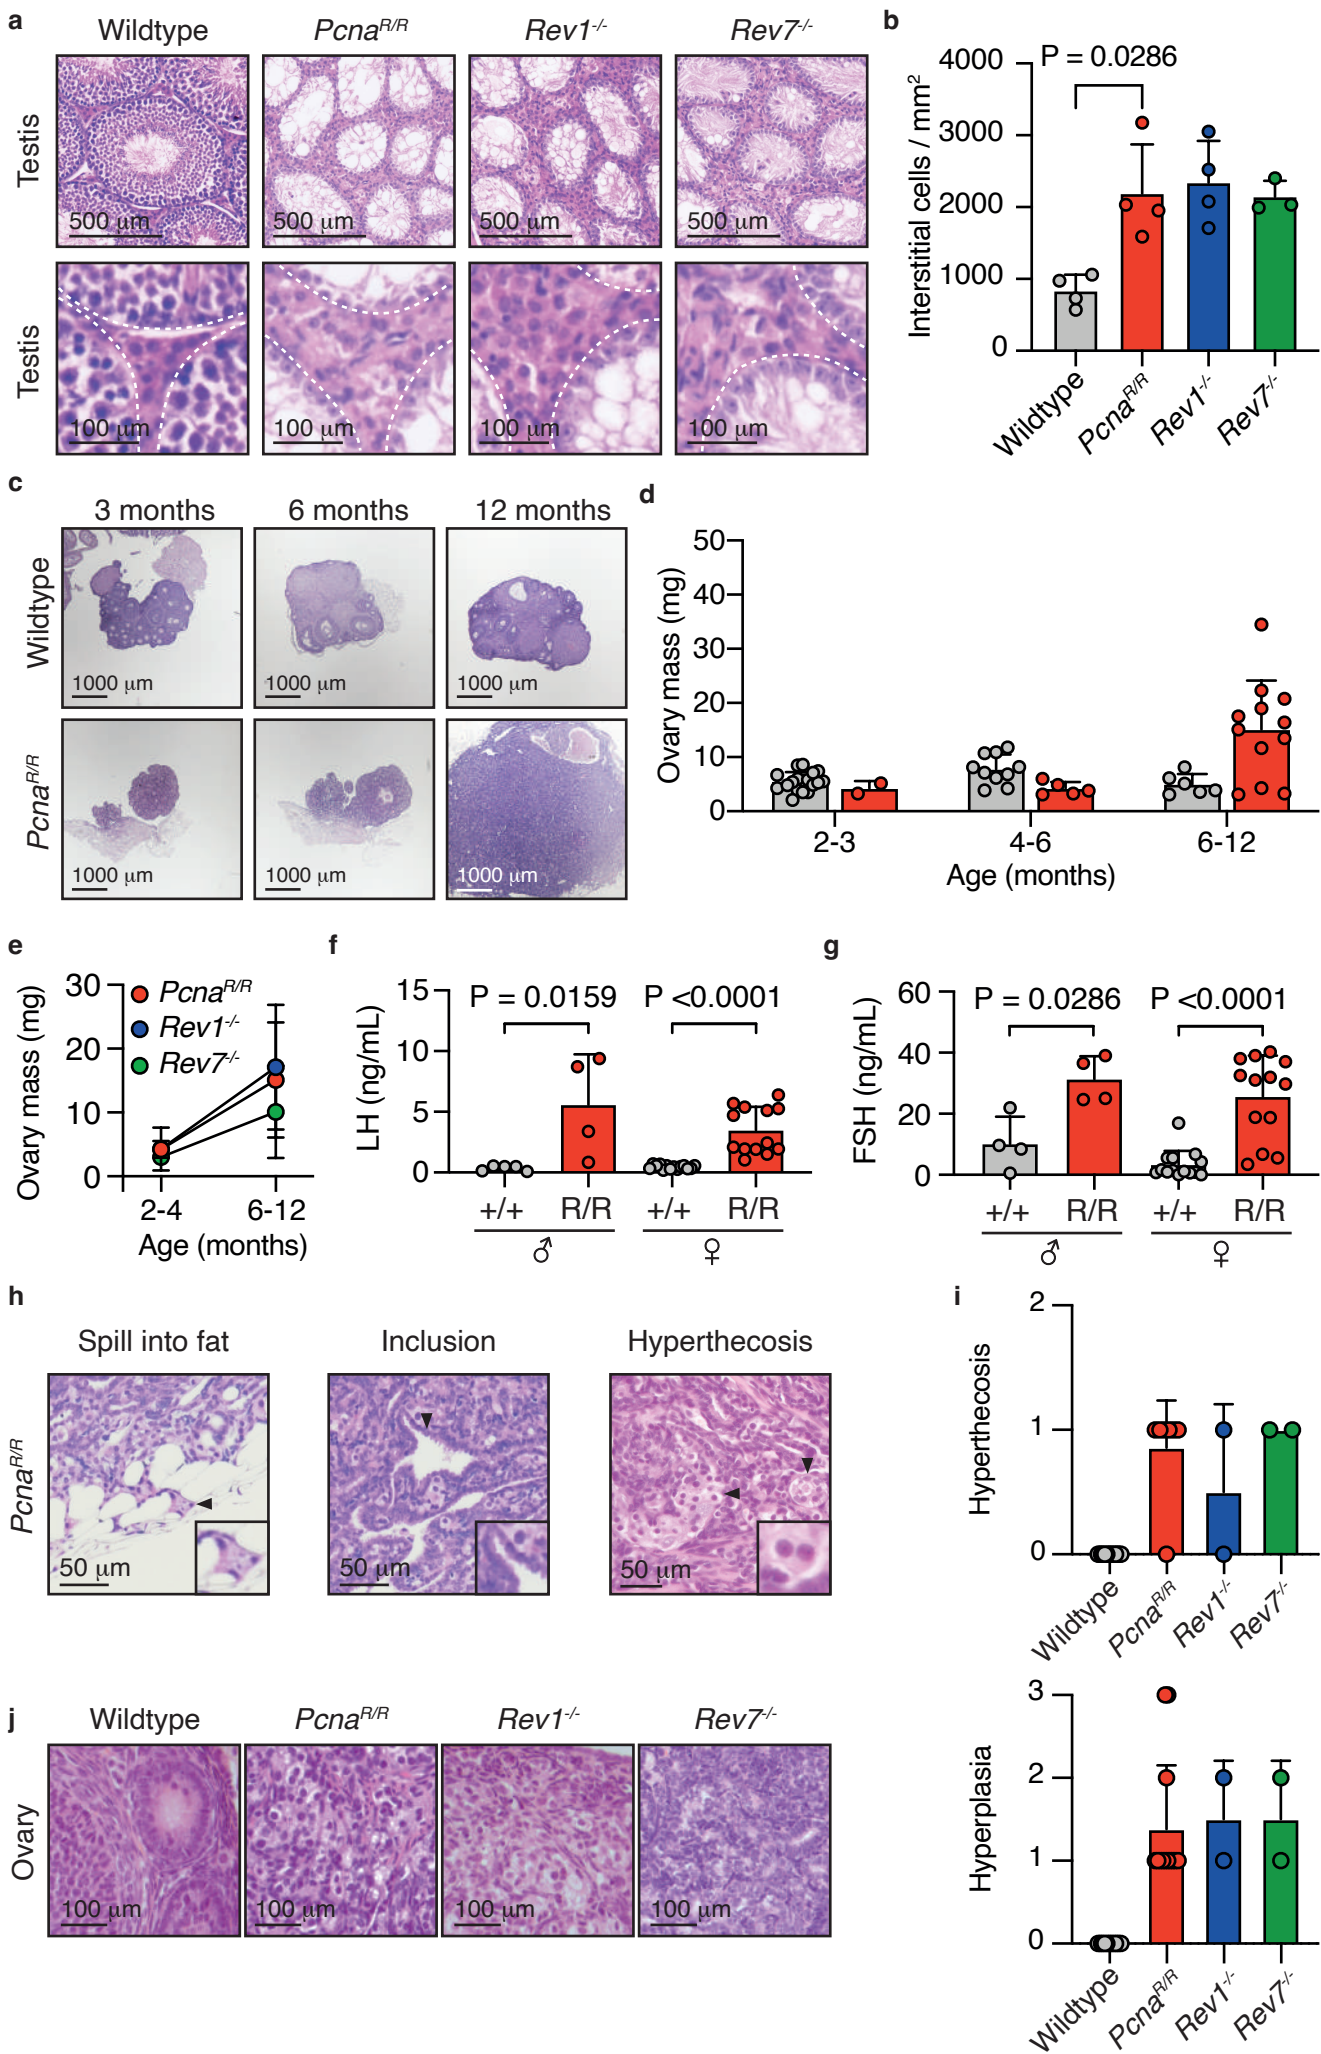 a
Wildtype Pcna^R/R Rev1^-/- Rev7^-/-
Testis
500 μm 500 μm 500 μm 500 μm
Testis
100 μm 100 μm 100 μm 100 μm
b
P = 0.0286
Interstitial cells / mm²
4000
3000
2000
1000
0
Wildtype Pcna^R/R Rev1^-/- Rev7^-/-
c
3 months 6 months 12 months
Wildtype
1000 μm 1000 μm 1000 μm
Pcna^R/R
1000 μm 1000 μm 1000 μm
d
Ovary mass (mg)
50
40
30
20
10
0
2-3 4-6 6-12
Age (months)
e
Ovary mass (mg)
30
20
10
0
Pcna^R/R
Rev1^-/-
Rev7^-/-
2-4 6-12
Age (months)
f
LH (ng/mL)
15
10
5
0
P = 0.0159 P <0.0001
+/+ R/R +/+ R/R
♂ ♀
g
FSH (ng/mL)
60
40
20
0
P = 0.0286 P <0.0001
+/+ R/R +/+ R/R
♂ ♀
h
Spill into fat Inclusion Hyperthecosis
Pcna^R/R
50 μm 50 μm 50 μm
i
Hyperthecosis
2
1
0
Wildtype Pcna^R/R Rev1^-/- Rev7^-/-
Hyperplasia
3
2
1
0
Wildtype Pcna^R/R Rev1^-/- Rev7^-/-
j
Wildtype Pcna^R/R Rev1^-/- Rev7^-/-
Ovary
100 μm 100 μm 100 μm 100 μm